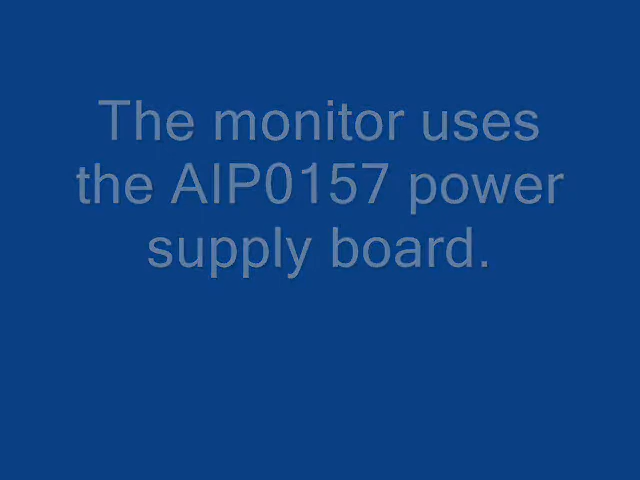 The monitor uses
the AIP0157 power
supply board.